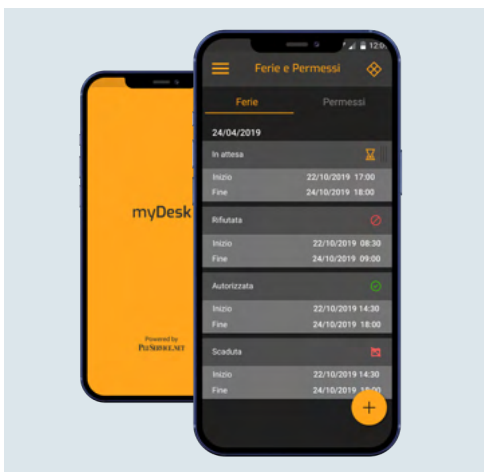 myDesk
Powered by
12:0
Ferie e Permessi
Ferie Permessi
24/04/2019
In attesa
Inizio 22/10/2019 17:00
Fine 24/10/2019 18:00
Rifiutata
Inizio 22/10/2019 08:30
Fine 24/10/2019 09:00
Autorizzata
Inizio 22/10/2019 14:30
Fine 24/10/2019 18:00
Scaduta
Inizio 22/10/2019 14:30
Fine 24/10/2019 18:00
+